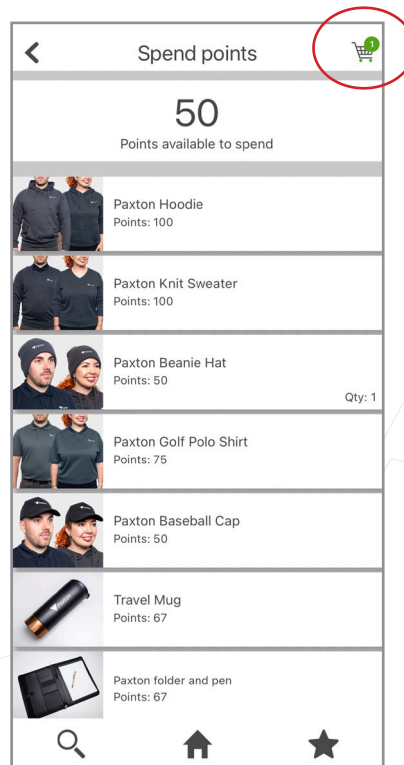 Spend points
1
50
Points available to spend
Paxton Hoodie
Points: 100
Paxton Knit Sweater
Points: 100
Paxton Beanie Hat
Points: 50
Qty: 1
Paxton Golf Polo Shirt
Points: 75
Paxton Baseball Cap
Points: 50
Travel Mug
Points: 67
Paxton folder and pen
Points: 67